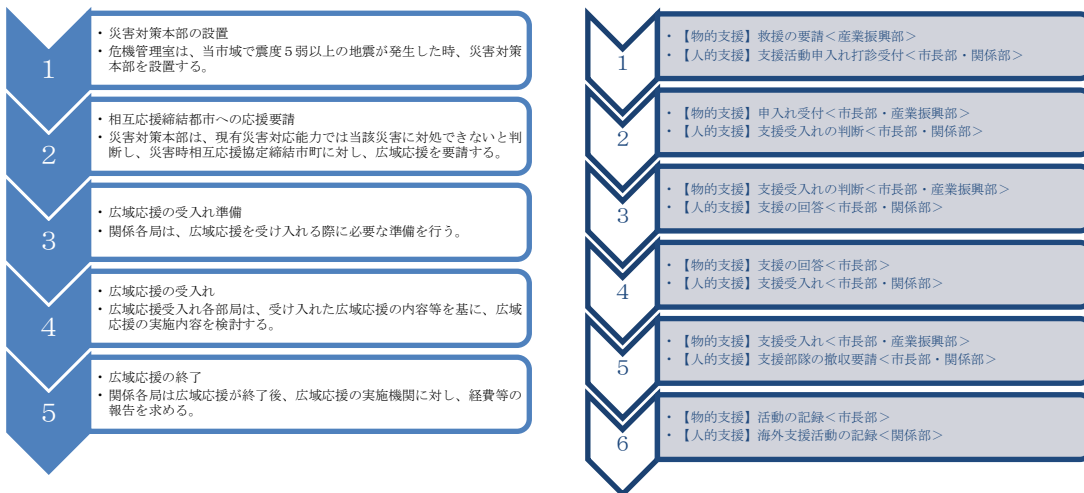 1
・災害対策本部の設置
・危機管理室は、当市域で震度５弱以上の地震が発生した時、災害対策
本部を設置する。
2
・相互応援締結都市への応援要請
・災害対策本部は、現有災害対応能力では当該災害に対処できないと判
断し、災害時相互応援協定締結市町に対し、広域応援を要請する。
3
・広域応援の受入れ準備
・関係各局は、広域応援を受け入れる際に必要な準備を行う。
4
・広域応援の受入れ
・広域応援受入れ各部局は、受け入れた広域応援の内容等を基に、広域
応援の実施内容を検討する。
5
・広域応援の終了
・関係各局は広域応援が終了後、広域応援の実施機関に対し、経費等の
報告を求める。
1
・【物的支援】救援の要請＜産業振興部＞
・【人的支援】支援活動申入れ打診受付＜市長部・関係部＞
2
・【物的支援】申入れ受付＜市長部・産業振興部＞
・【人的支援】支援受入れの判断＜市長部・関係部＞
3
・【物的支援】支援受入れの判断＜市長部・産業振興部＞
・【人的支援】支援の回答＜市長部・関係部＞
4
・【物的支援】支援の回答＜市長部＞
・【人的支援】支援受入れ＜市長部・関係部＞
5
・【物的支援】支援受入れ＜市長部・産業振興部＞
・【人的支援】支援部隊の撤収要請＜市長部・関係部＞
6
・【物的支援】活動の記録＜市長部＞
・【人的支援】海外支援活動の記録＜関係部＞